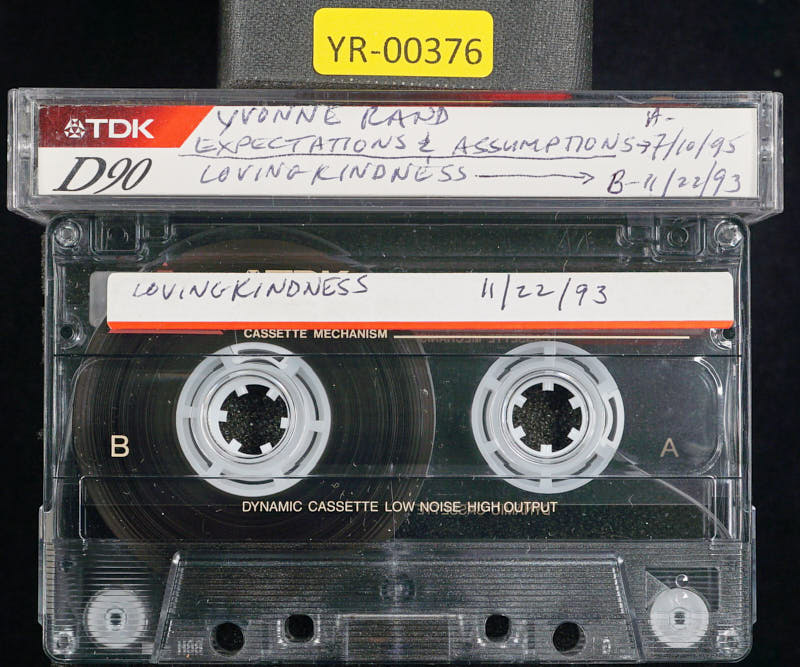 YR-00376
TDK
YVONNE RAND
A-
EXPECTATIONS & ASSUMPTIONS→7/10/95
D90
LOVINGKINDNESS → B-11/22/93
LOVINGKINDNESS 11/22/93
CASSETTE MECHANISM
B
A
DYNAMIC CASSETTE LOW NOISE HIGH OUTPUT